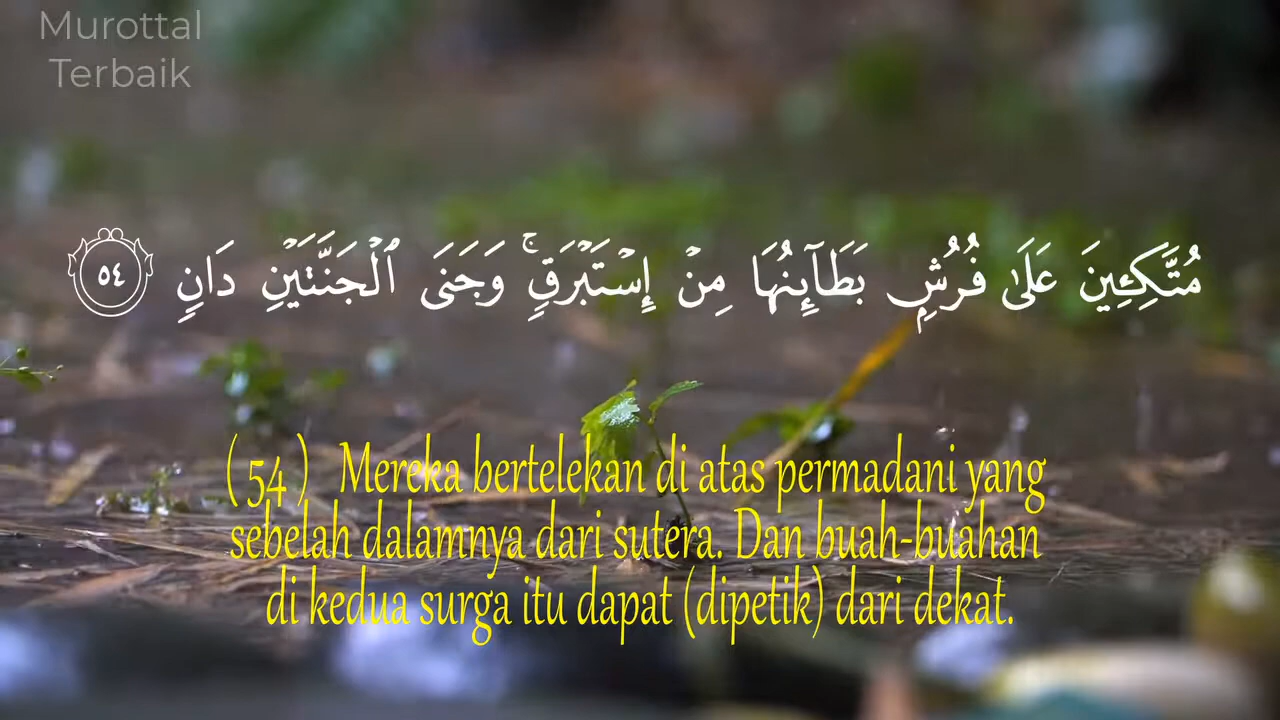 Murottal
Terbaik
مُتَّكِـِٔينَ عَلَىٰ فُرُشٍۭ بَطَآئِنُهَا مِنْ إِسْتَبْرَقٍۚ وَجَنَى ٱلْجَنَّتَيْنِ دَانٍ ٥٤
( 54 ) Mereka bertelekan di atas permadani yang
sebelah dalamnya dari sutera. Dan buah-buahan
di kedua surga itu dapat (dipetik) dari dekat.